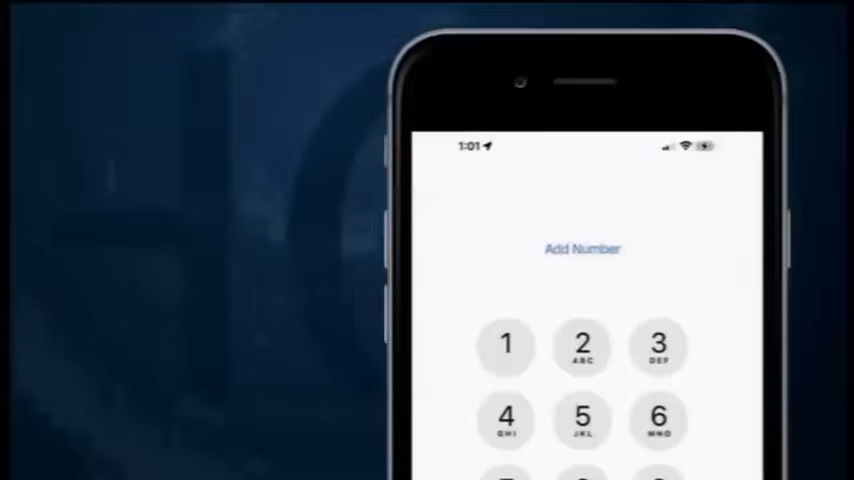 1:01
Add Number
1 2 3
ABC DEF
4 5 6
GHI JKL MNO